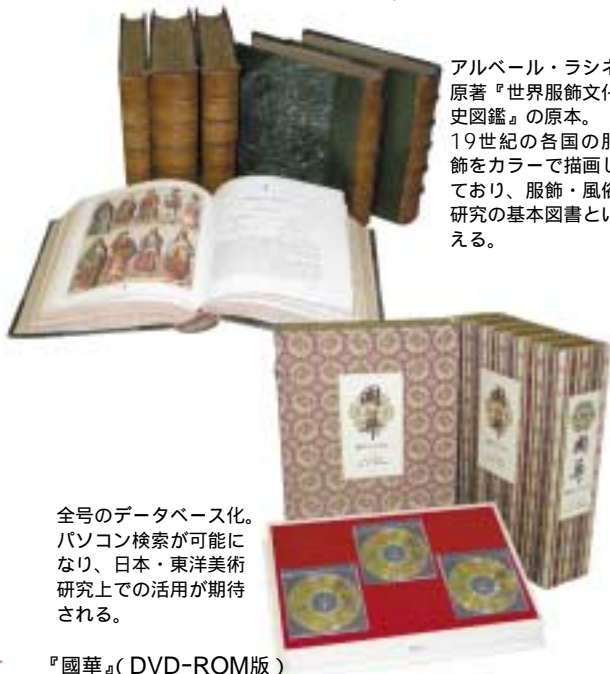 アルベール・ラシネ
原著『世界服飾文化
史図鑑』の原本。
19世紀の各国の服
飾をカラーで描画し
ており、服飾・風俗
研究の基本図書とい
える。
國華
國華
國華
全号のデータベース化。
パソコン検索が可能に
なり、日本・東洋美術
研究上での活用が期待
される。
『國華』(DVD-ROM版)